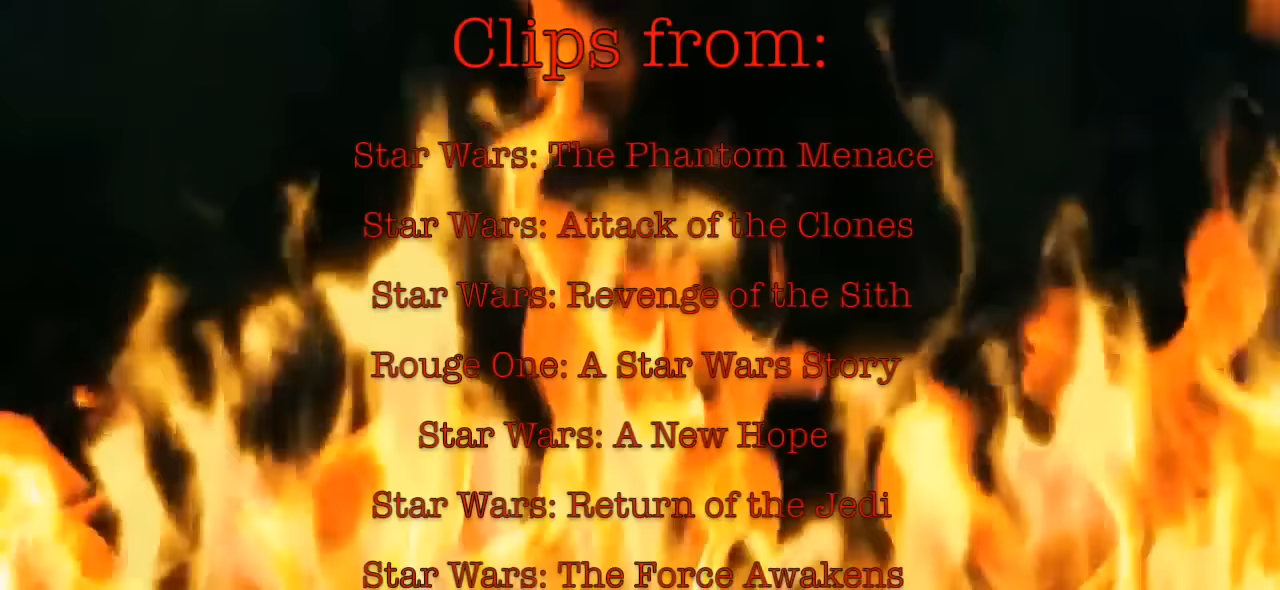 Clips from:
Star Wars: The Phantom Menace
Star Wars: Attack of the Clones
Star Wars: Revenge of the Sith
Rouge One: A Star Wars Story
Star Wars: A New Hope
Star Wars: Return of the Jedi
Star Wars: The Force Awakens